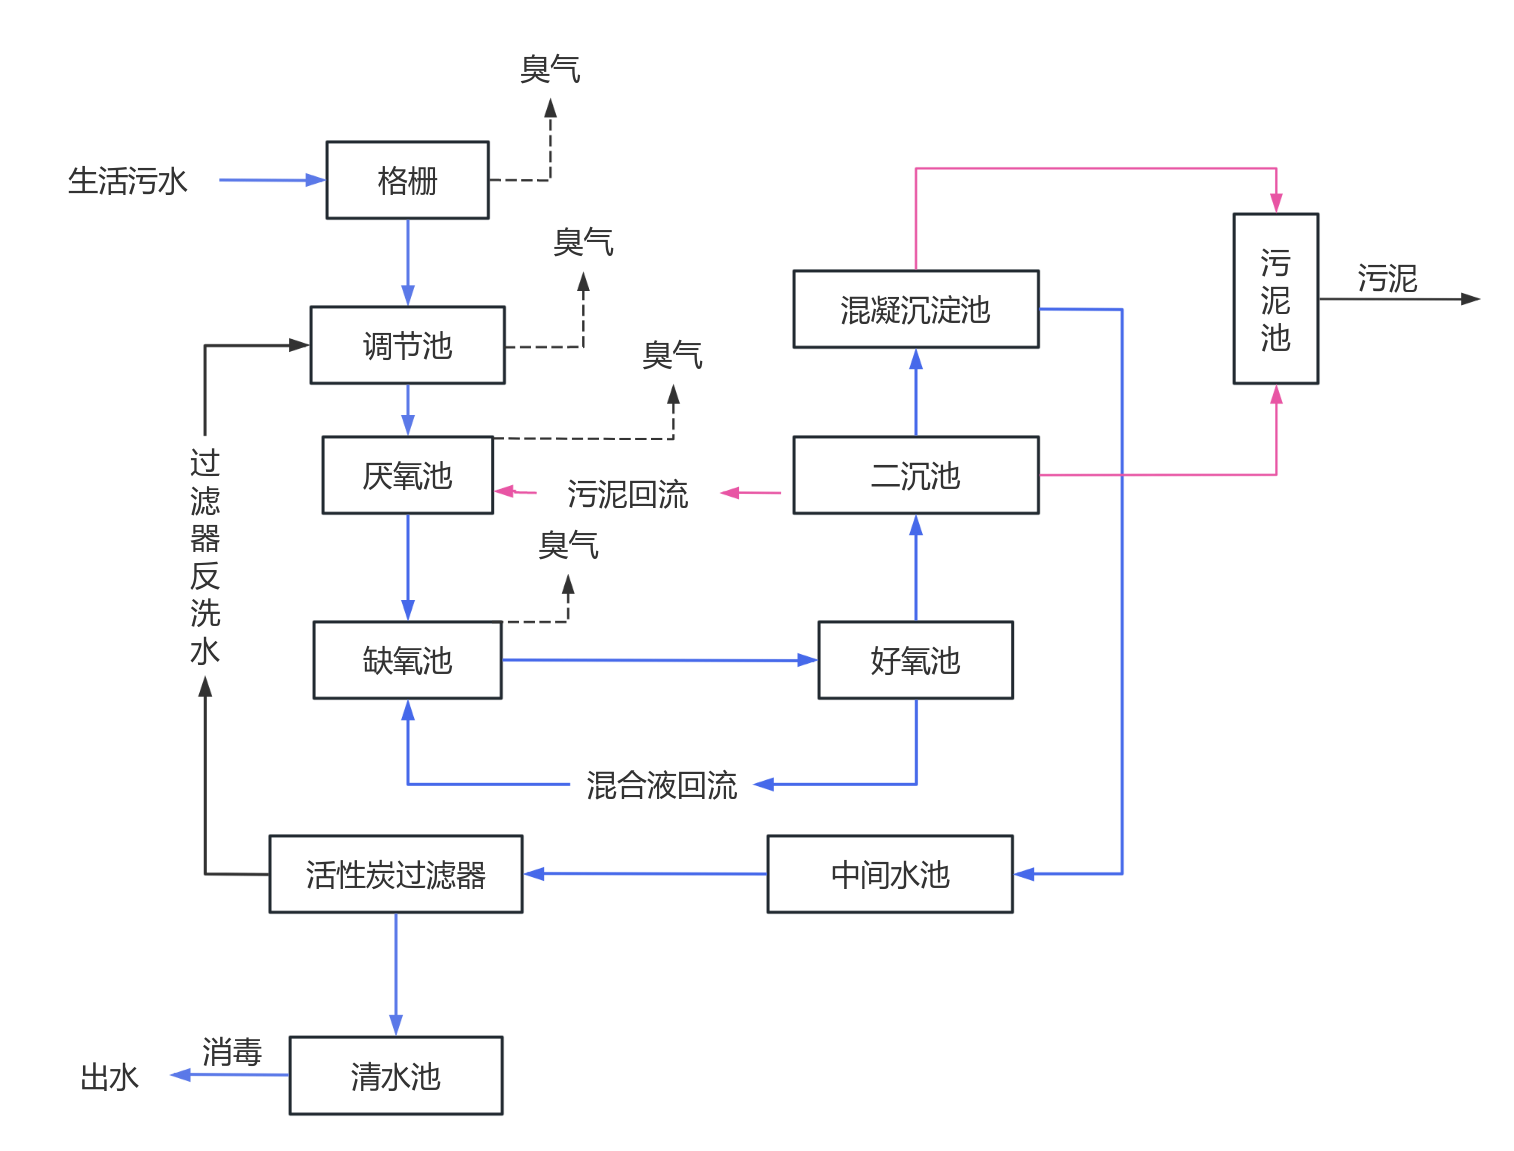 臭气
生活污水
格栅
臭气
污泥池
污泥
混凝沉淀池
调节池
臭气
过滤器反洗水
厌氧池
污泥回流
二沉池
臭气
缺氧池
好氧池
混合液回流
活性炭过滤器
中间水池
消毒
出水
清水池